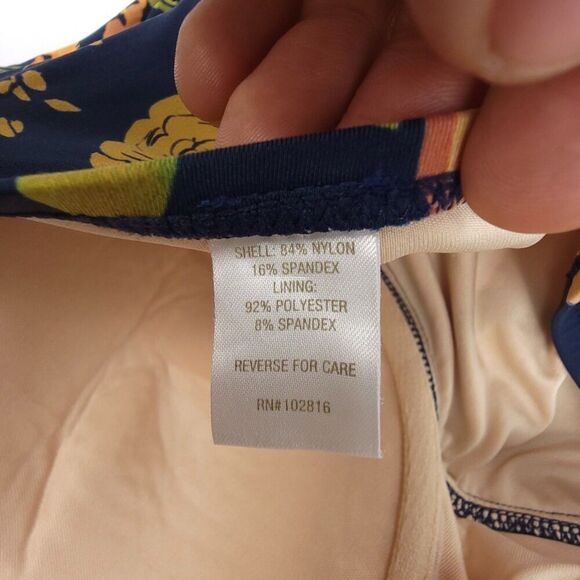 SHELL: 84% NYLON
16% SPANDEX
LINING:
92% POLYESTER
8% SPANDEX
REVERSE FOR CARE
RN#102816